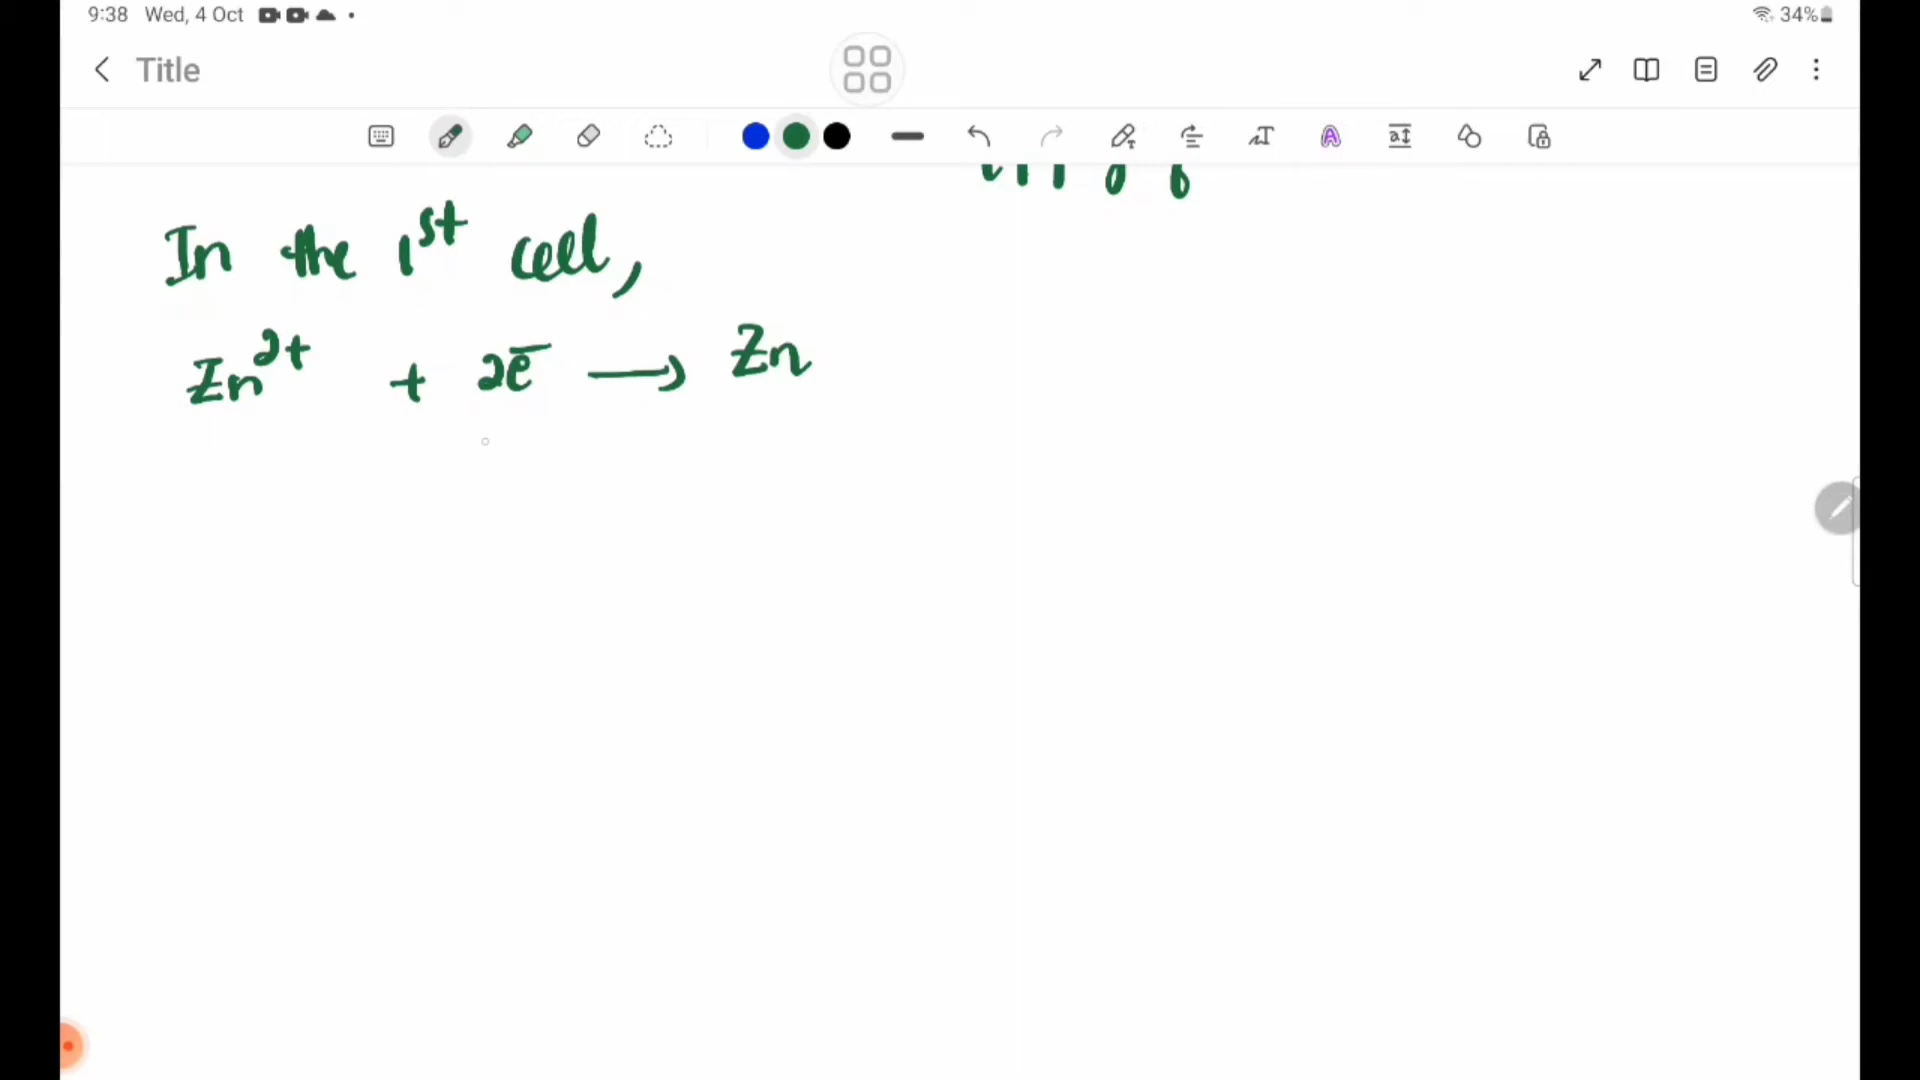 9:38 Wed, 4 Oct 34%
Title
In the 1st cell,
Zn²⁺ + 2e̅ → Zn